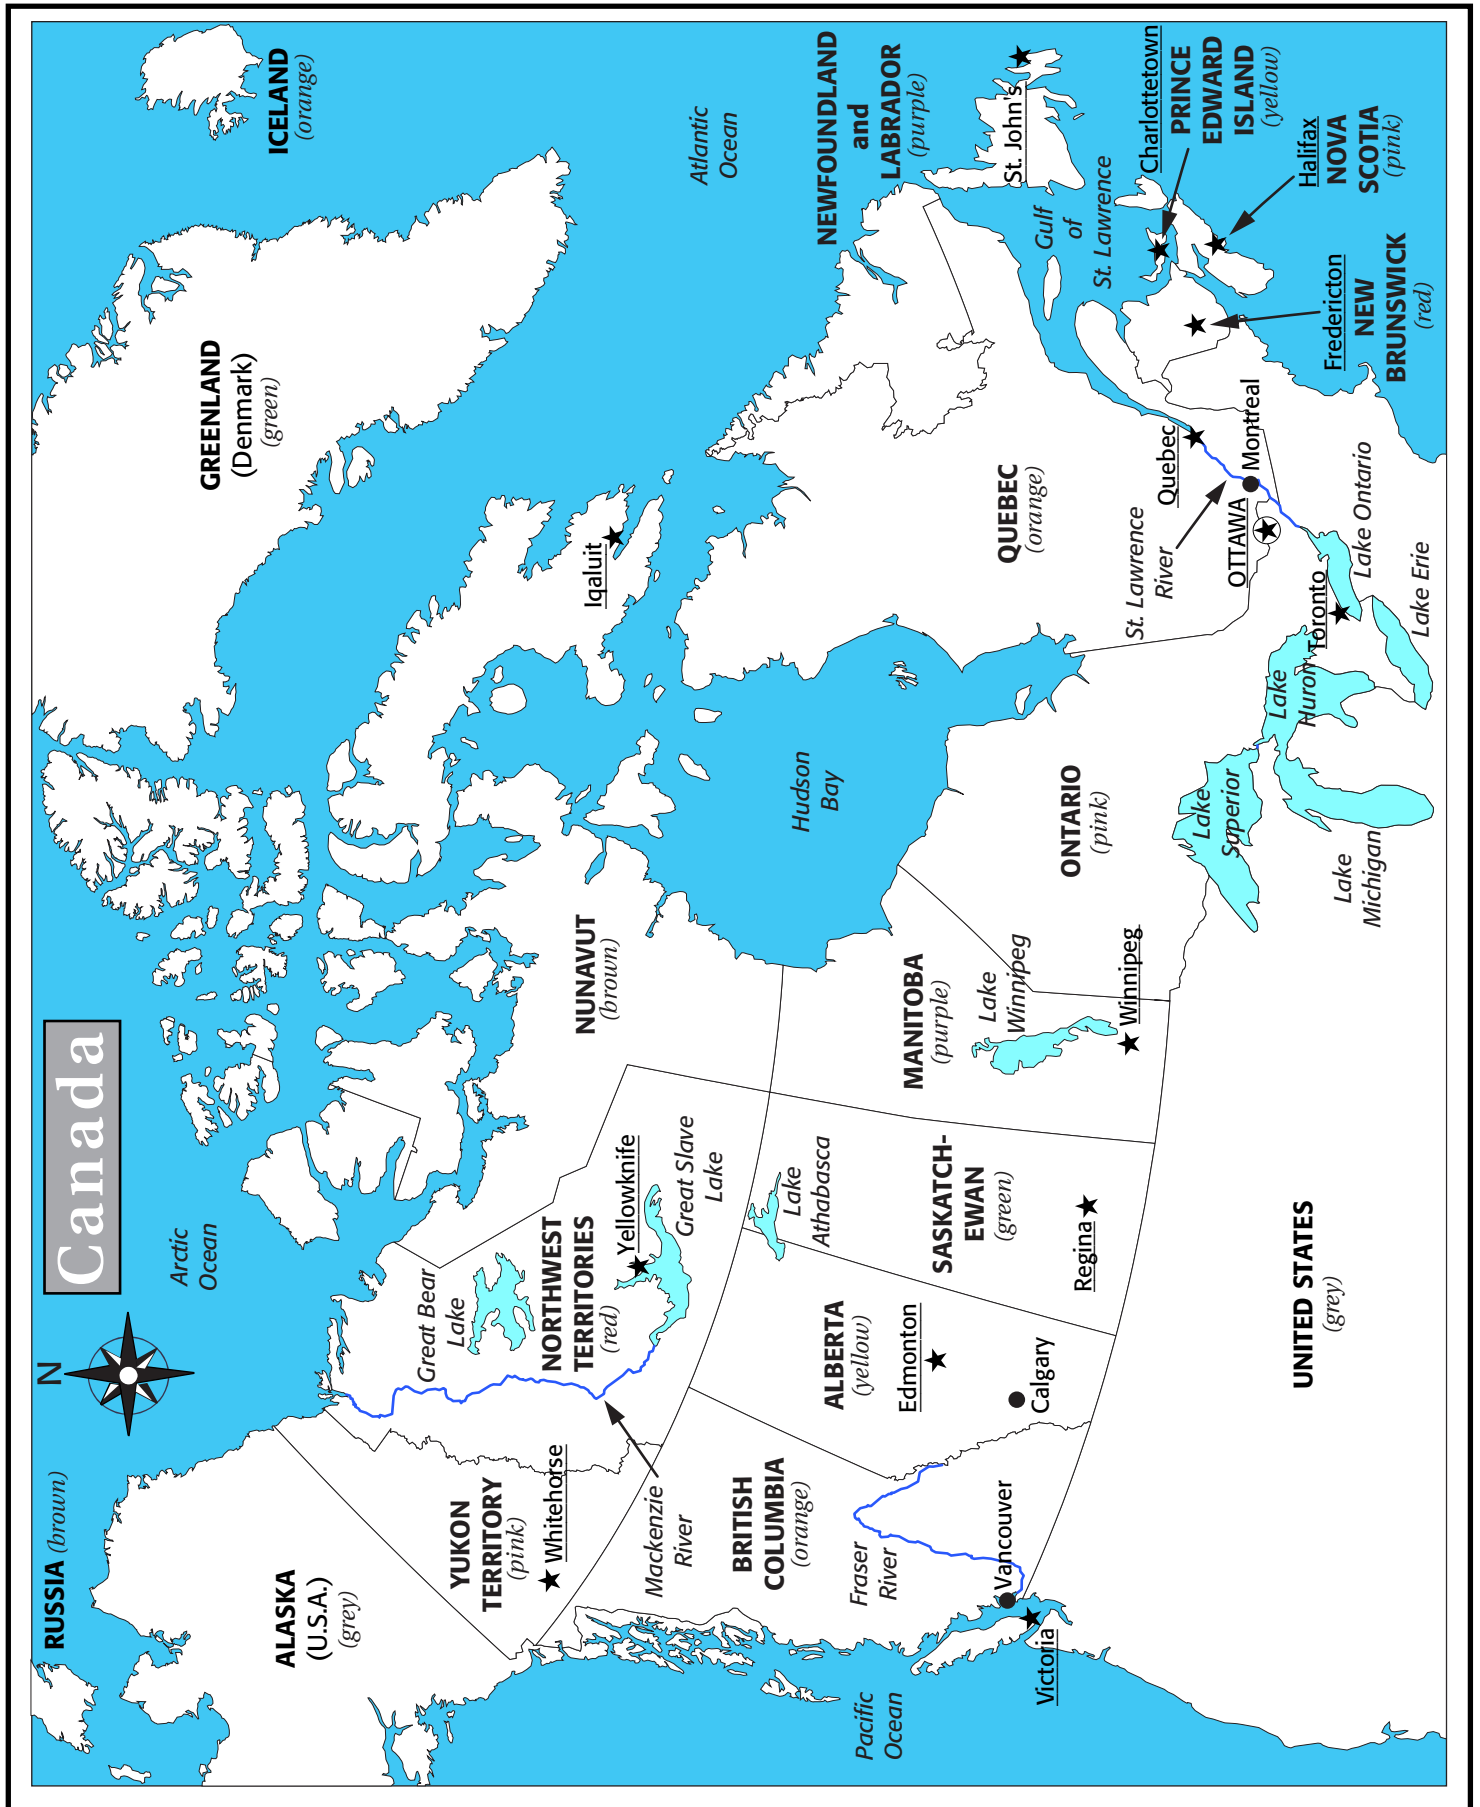 Canada
N
RUSSIA (brown)
ALASKA
(U.S.A.)
(grey)
Arctic
Ocean
GREENLAND
(Denmark)
(green)
ICELAND
(orange)
YUKON
TERRITORY
(pink)
Whitehorse
Great Bear
Lake
NORTHWEST
TERRITORIES
(red)
Yellowknife
Great Slave
Lake
Mackenzie
River
NUNAVUT
(brown)
Iqaluit
Atlantic
Ocean
BRITISH
COLUMBIA
(orange)
Fraser
River
Pacific
Ocean
Vancouver
Victoria
ALBERTA
(yellow)
Edmonton
Calgary
Lake
Athabasca
SASKATCH-
EWAN
(green)
Regina
MANITOBA
(purple)
Lake
Winnipeg
Winnipeg
Hudson
Bay
ONTARIO
(pink)
QUEBEC
(orange)
NEWFOUNDLAND
and
LABRADOR
(purple)
St. John's
Gulf
of
St. Lawrence
Charlottetown
PRINCE
EDWARD
ISLAND
(yellow)
Halifax
NOVA
SCOTIA
(pink)
Fredericton
NEW
BRUNSWICK
(red)
Quebec
Montreal
St. Lawrence
River
OTTAWA
Toronto
Lake Ontario
Lake Erie
Lake
Huron
Lake
Superior
Lake
Michigan
UNITED STATES
(grey)